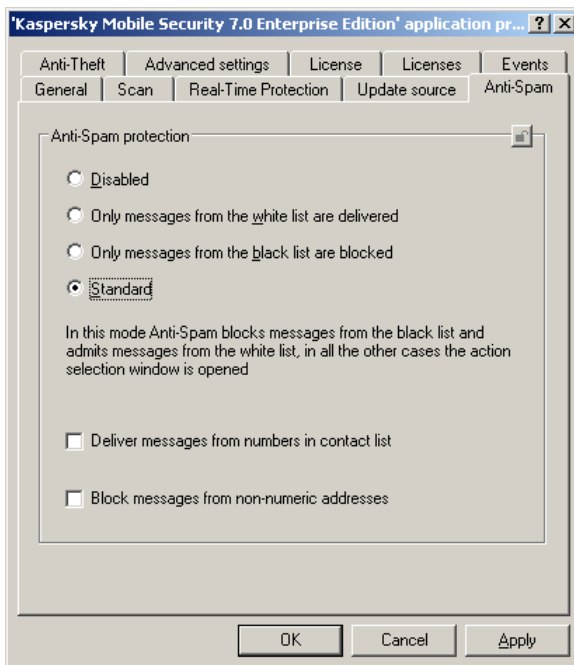 'Kaspersky Mobile Security 7.0 Enterprise Edition' application pr...
Anti-Theft Advanced settings License Licenses Events
General Scan Real-Time Protection Update source Anti-Spam
Anti-Spam protection
Disabled
Only messages from the white list are delivered
Only messages from the black list are blocked
Standard
In this mode Anti-Spam blocks messages from the black list and
admits messages from the white list, in all the other cases the action
selection window is opened
Deliver messages from numbers in contact list
Block messages from non-numeric addresses
OK Cancel Apply